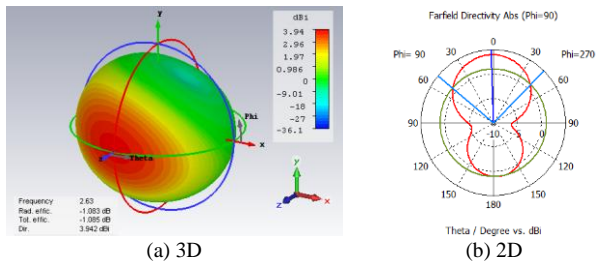 dBi
3.94
2.96
1.97
0.986
0
-9.01
-18
-27
-36.1
y
Phi
x
z
Theta
y
z
x
Frequency 2.63
Rad. effic. -1.083 dB
Tot. effic. -1.085 dB
Dir. 3.942 dBi
(a) 3D
Farfield Directivity Abs (Phi=90)
0
Phi= 90 30 30 Phi=270
60 60
90 -10 -5 0 90
120 120
150 150
180
Theta / Degree vs. dBi
(b) 2D